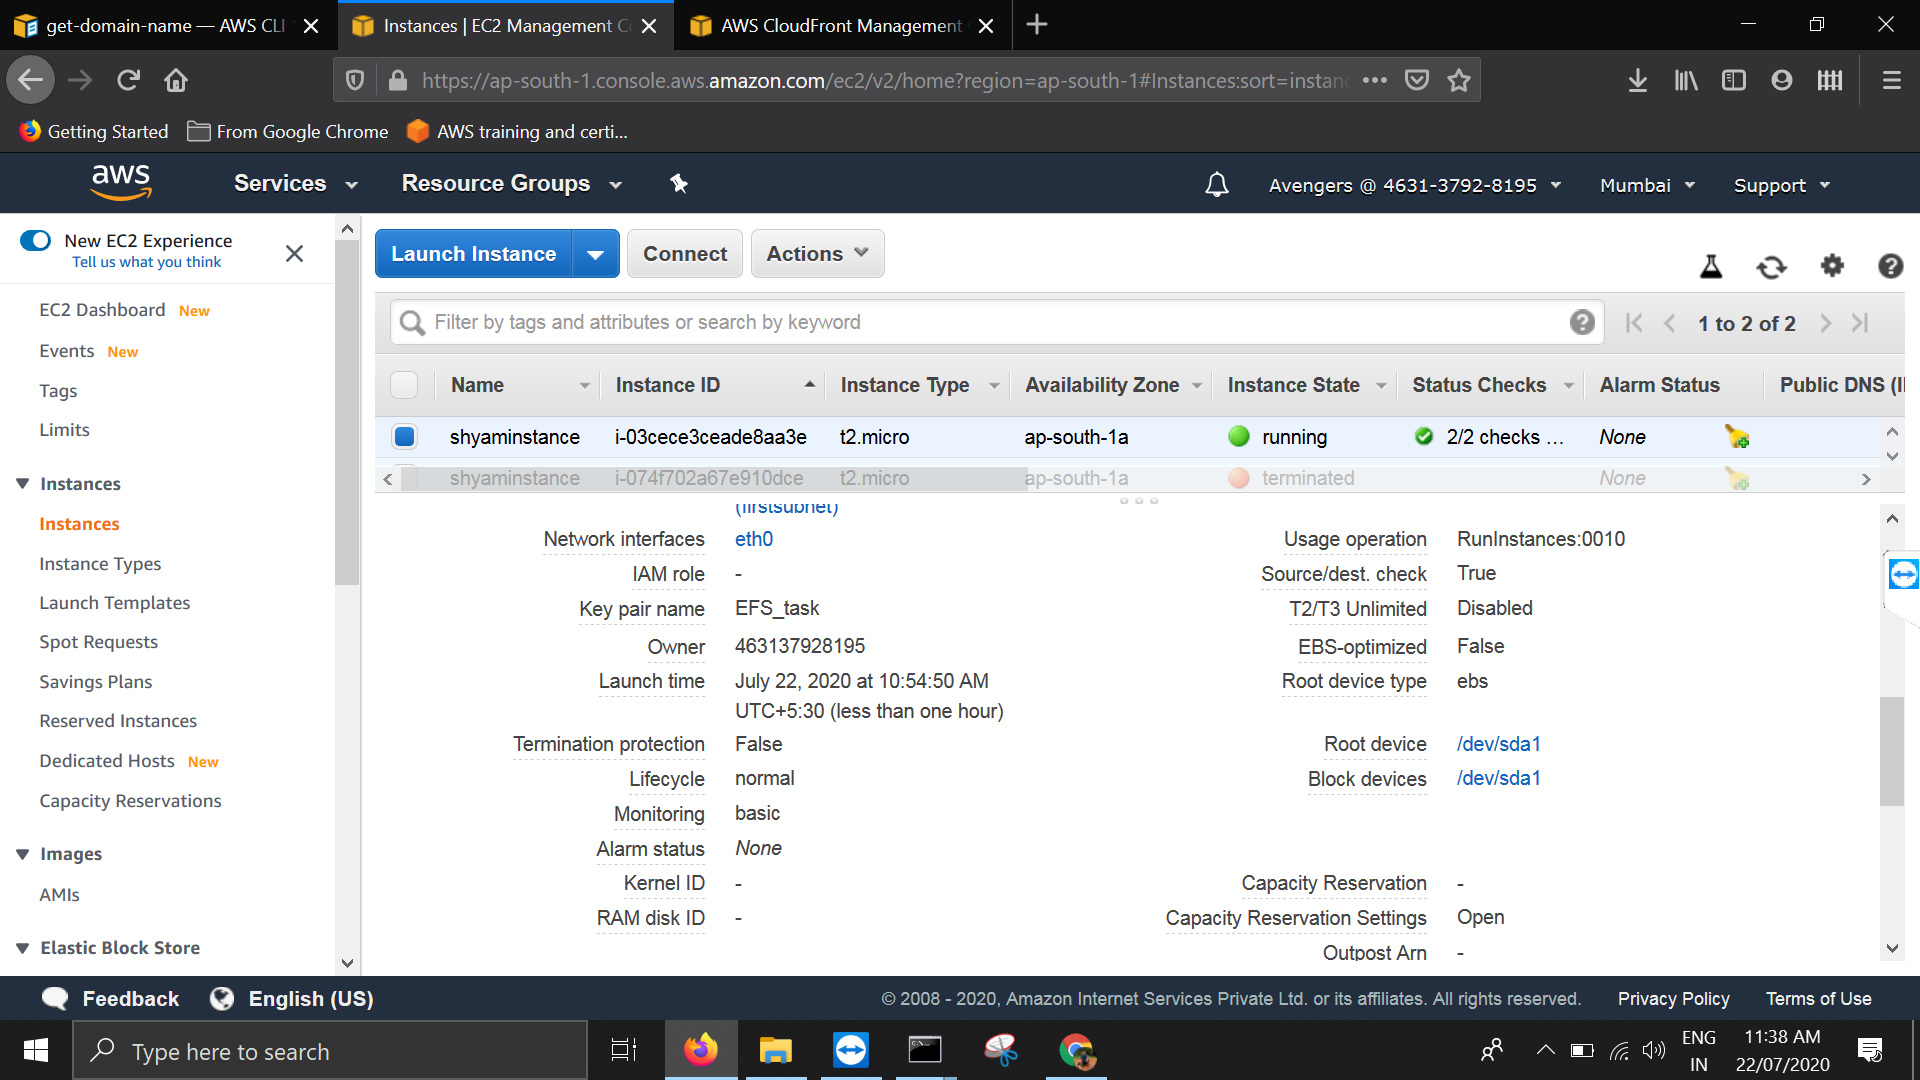 get-domain-name — AWS CLI
Instances | EC2 Management Co
AWS CloudFront Management
https://ap-south-1.console.aws.amazon.com/ec2/v2/home?region=ap-south-1#Instances:sort=instanc
Getting Started
From Google Chrome
AWS training and certi...
aws
Services
Resource Groups
Avengers @ 4631-3792-8195
Mumbai
Support
New EC2 Experience
Tell us what you think
EC2 Dashboard New
Events New
Tags
Limits
Instances
Instances
Instance Types
Launch Templates
Spot Requests
Savings Plans
Reserved Instances
Dedicated Hosts New
Capacity Reservations
Images
AMIs
Elastic Block Store
Launch Instance
Connect
Actions
Filter by tags and attributes or search by keyword
1 to 2 of 2
Name Instance ID Instance Type Availability Zone Instance State Status Checks Alarm Status Public DNS (I
shyaminstance i-03cece3ceade8aa3e t2.micro ap-south-1a running 2/2 checks ... None
shyaminstance i-074f702a67e910dce t2.micro ap-south-1a terminated None
(firstsubnet)
Network interfaces eth0
IAM role -
Key pair name EFS_task
Owner 463137928195
Launch time July 22, 2020 at 10:54:50 AM
UTC+5:30 (less than one hour)
Termination protection False
Lifecycle normal
Monitoring basic
Alarm status None
Kernel ID -
RAM disk ID -
Usage operation RunInstances:0010
Source/dest. check True
T2/T3 Unlimited Disabled
EBS-optimized False
Root device type ebs
Root device /dev/sda1
Block devices /dev/sda1
Capacity Reservation -
Capacity Reservation Settings Open
Outpost Arn -
Feedback
English (US)
© 2008 - 2020, Amazon Internet Services Private Ltd. or its affiliates. All rights reserved.
Privacy Policy
Terms of Use
Type here to search
ENG
IN
11:38 AM
22/07/2020